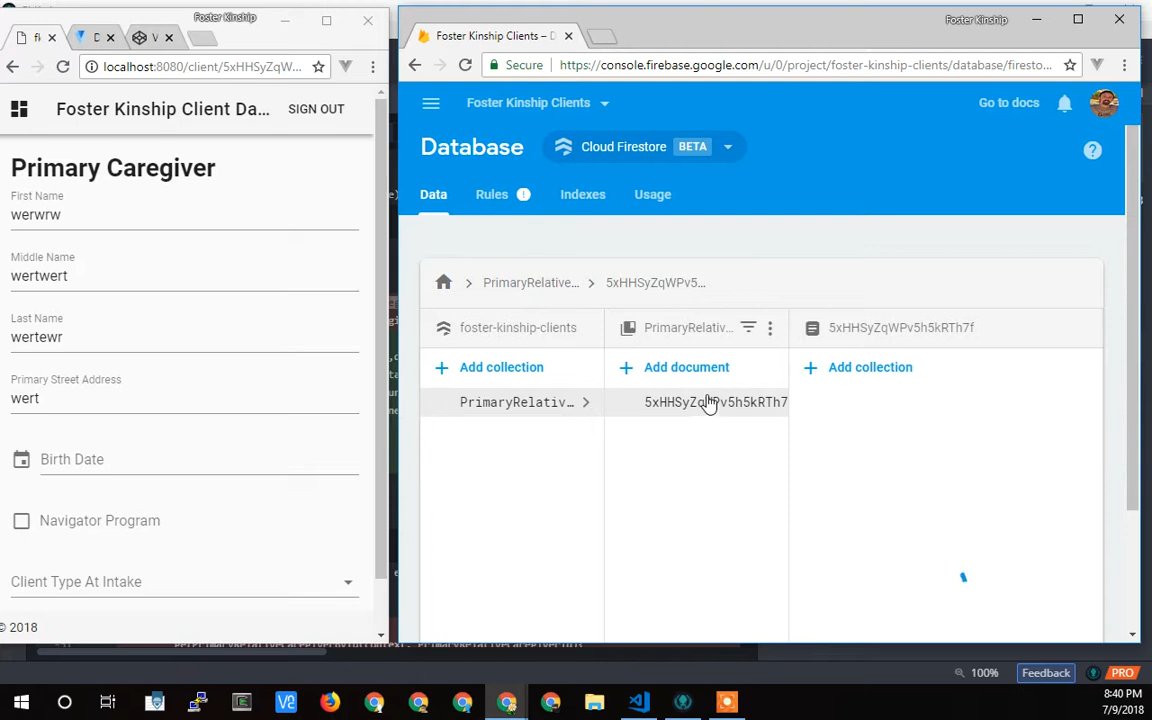 Foster Kinship
fk
D
V
localhost:8080/client/5xHHSyZqW...
Foster Kinship Client Da...
SIGN OUT
Primary Caregiver
First Name
werwrw
Middle Name
wertwert
Last Name
wertewr
Primary Street Address
wert
Birth Date
Navigator Program
Client Type At Intake
© 2018
Foster Kinship
Foster Kinship Clients – D
Secure
https://console.firebase.google.com/u/0/project/foster-kinship-clients/database/firesto...
Foster Kinship Clients
Go to docs
Database
Cloud Firestore
BETA
Data
Rules
Indexes
Usage
PrimaryRelative...
5xHHSyZqWPv5...
foster-kinship-clients
PrimaryRelativ...
5xHHSyZqWPv5h5kRTh7f
Add collection
Add document
Add collection
PrimaryRelativ...
5xHHSyZqWPv5h5kRTh7
100%
Feedback
PRO
8:40 PM
7/9/2018